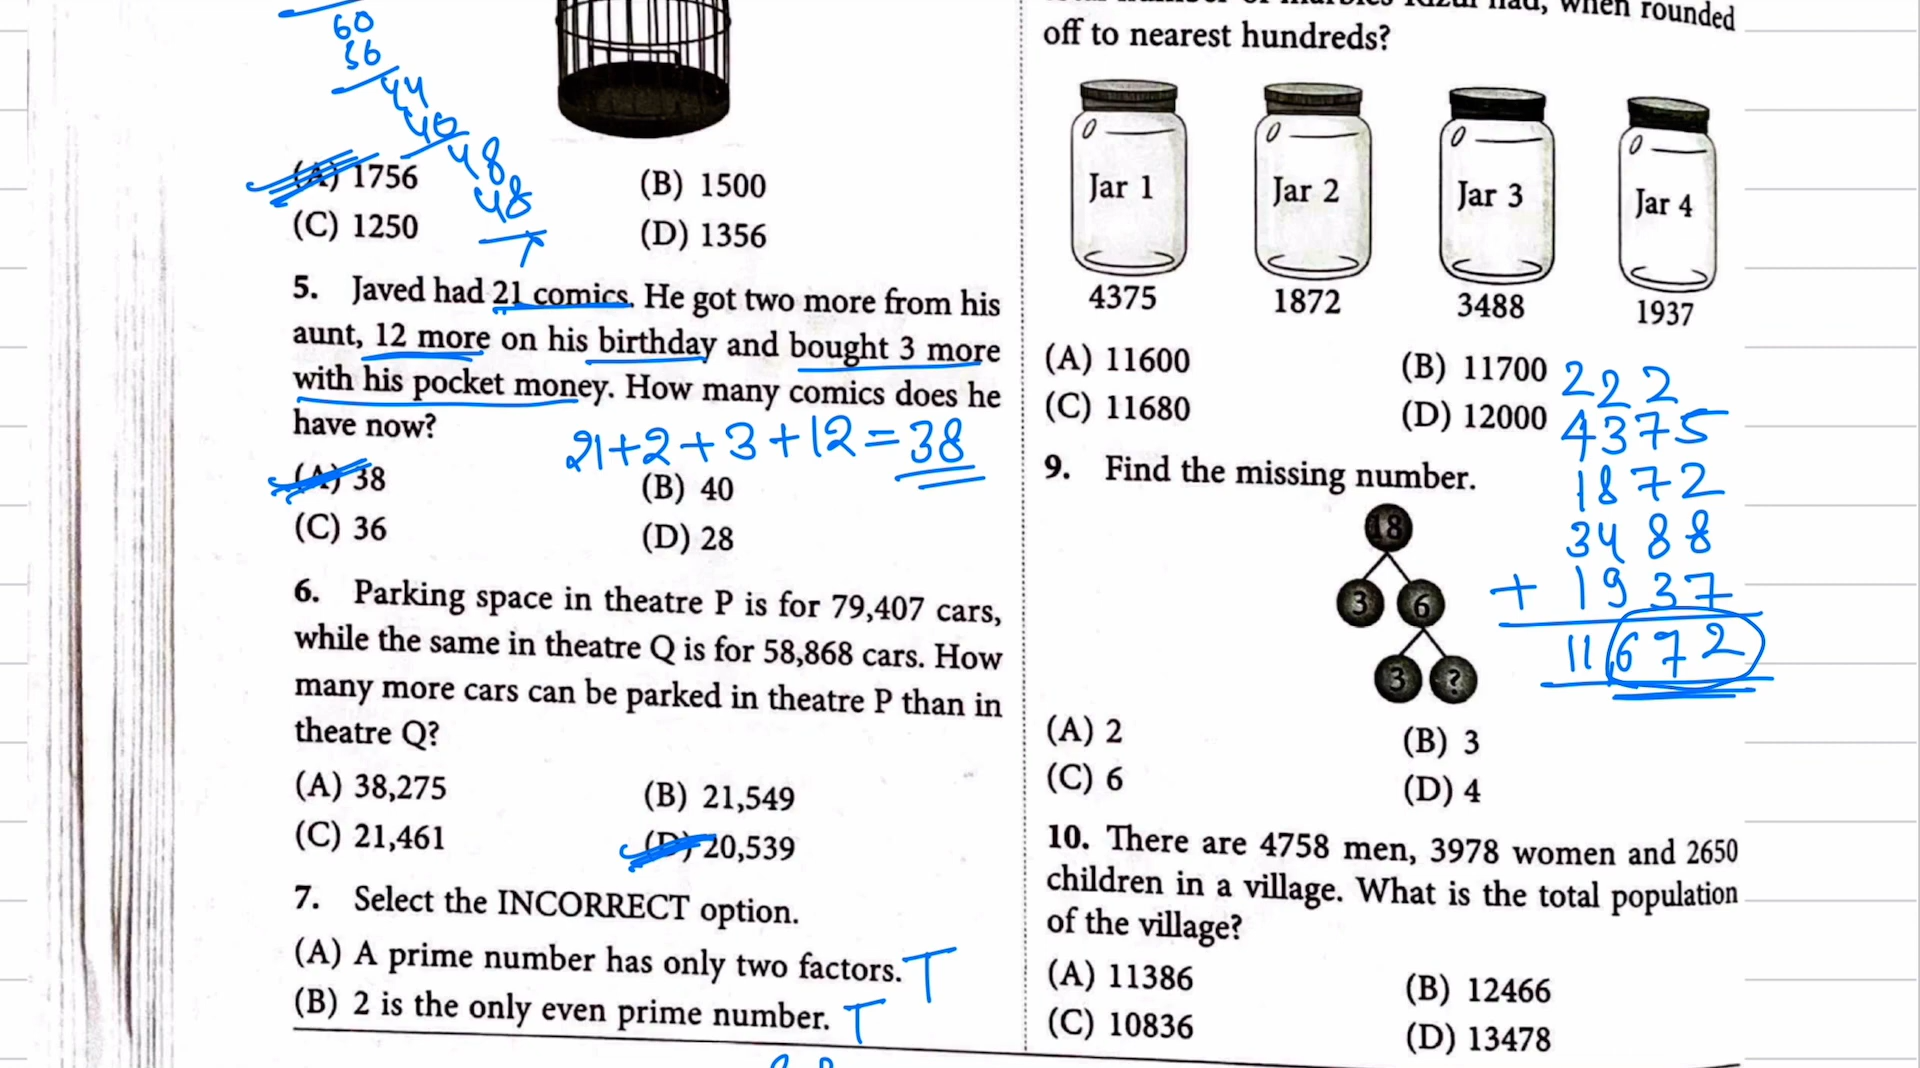 60
36
44
40
48
48
(A) 1756
(B) 1500
(C) 1250
(D) 1356
5. Javed had 21 comics. He got two more from his
aunt, 12 more on his birthday and bought 3 more
with his pocket money. How many comics does he
have now?
21+2+3+12=38
(A) 38
(B) 40
(C) 36
(D) 28
6. Parking space in theatre P is for 79,407 cars,
while the same in theatre Q is for 58,868 cars. How
many more cars can be parked in theatre P than in
theatre Q?
(A) 38,275
(B) 21,549
(C) 21,461
(D) 20,539
7. Select the INCORRECT option.
(A) A prime number has only two factors. T
(B) 2 is the only even prime number. T
number of marbles had, when rounded
off to nearest hundreds?
Jar 1
Jar 2
Jar 3
Jar 4
4375
1872
3488
1937
(A) 11600
(B) 11700
(C) 11680
(D) 12000
222
4375
1872
3488
+ 1937
11672
9. Find the missing number.
18
3 6
3 ?
(A) 2
(B) 3
(C) 6
(D) 4
10. There are 4758 men, 3978 women and 2650
children in a village. What is the total population
of the village?
(A) 11386
(B) 12466
(C) 10836
(D) 13478